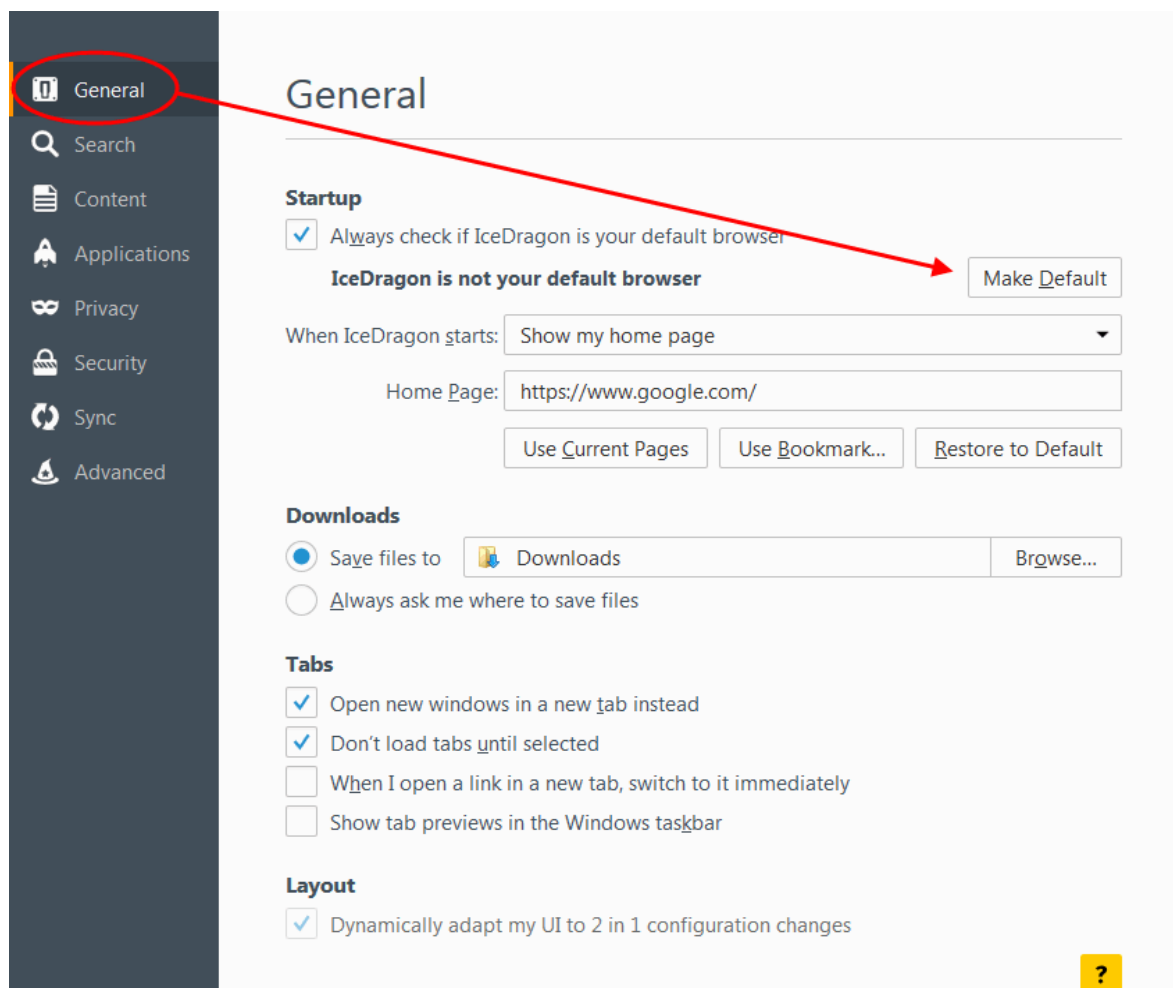 General
Search
Content
Applications
Privacy
Security
Sync
Advanced
General
Startup
Always check if IceDragon is your default browser
IceDragon is not your default browser
Make Default
When IceDragon starts: Show my home page
Home Page: https://www.google.com/
Use Current Pages Use Bookmark... Restore to Default
Downloads
Save files to Downloads Browse...
Always ask me where to save files
Tabs
Open new windows in a new tab instead
Don't load tabs until selected
When I open a link in a new tab, switch to it immediately
Show tab previews in the Windows taskbar
Layout
Dynamically adapt my UI to 2 in 1 configuration changes
?